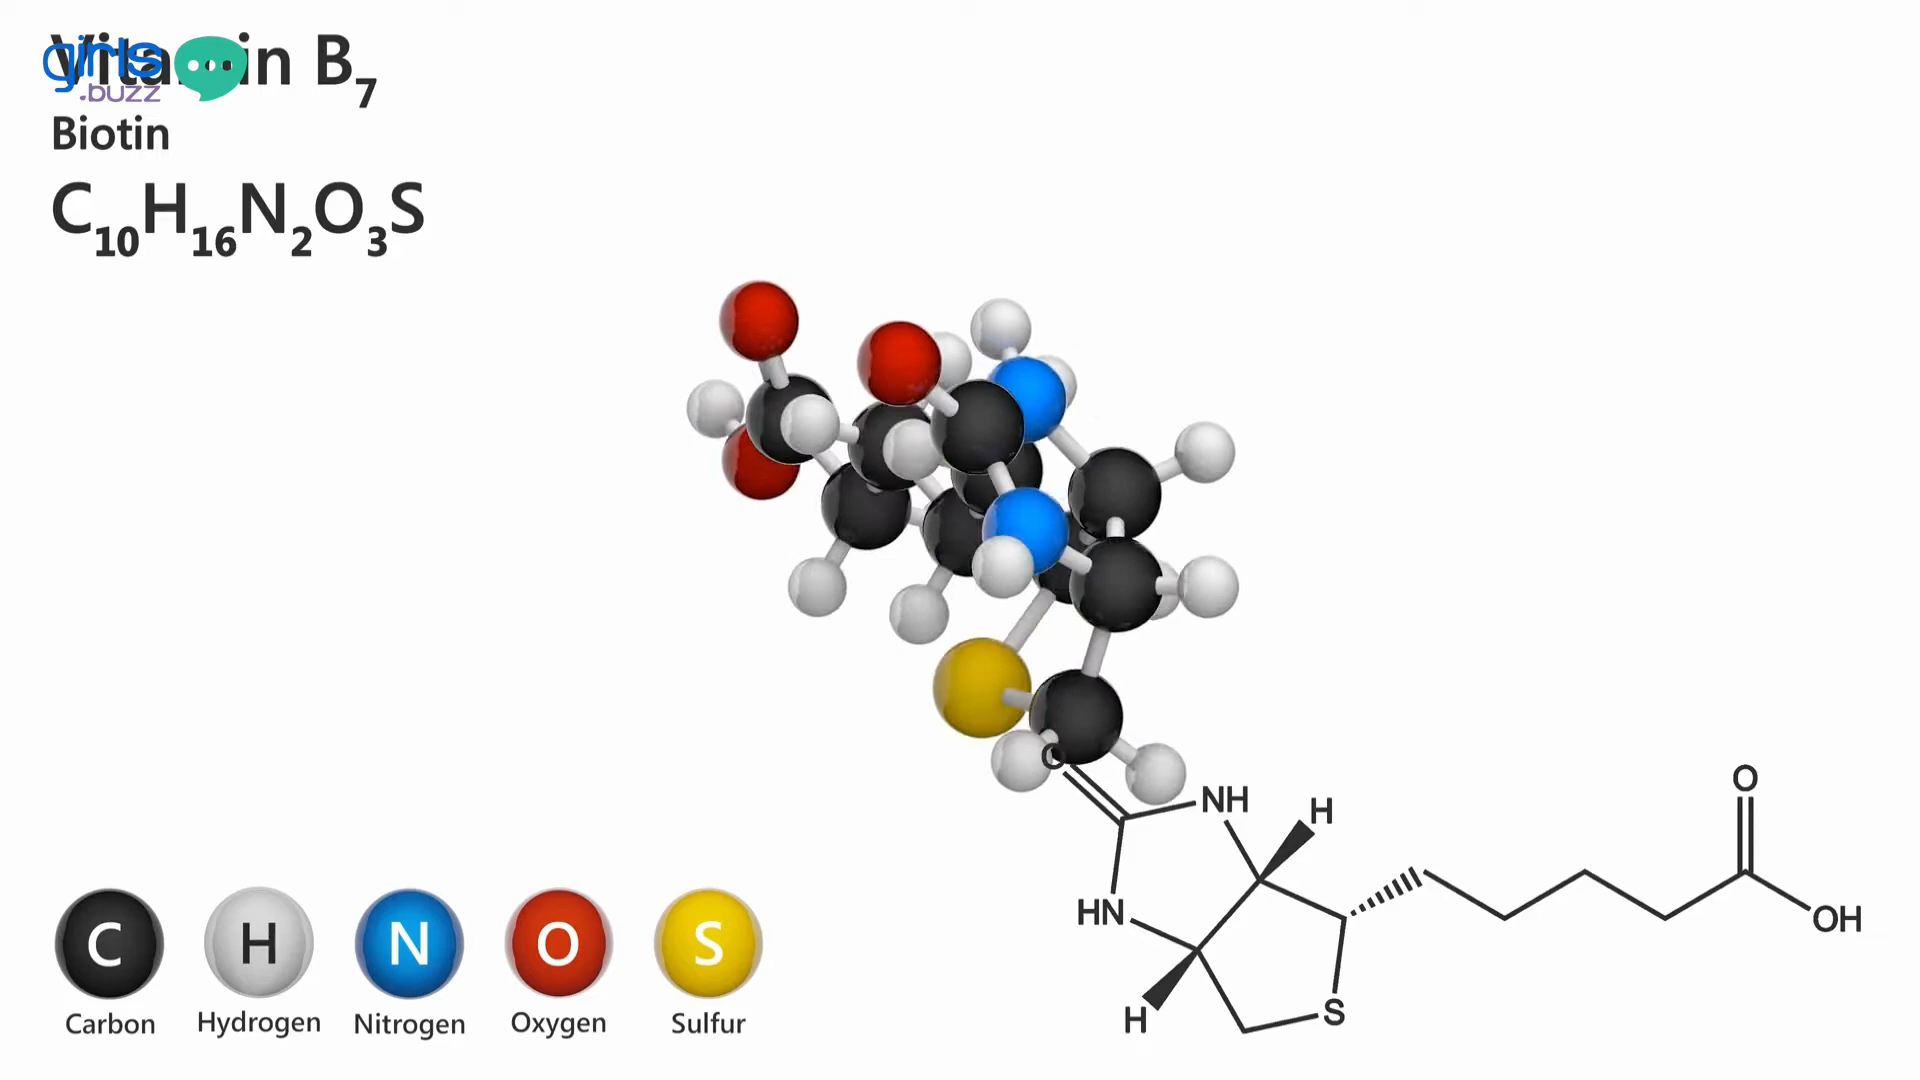 girls
.buzz
Vitamin B7
Biotin
C10H16N2O3S
O
NH
H
O
HN
OH
H
S
C H N O S
Carbon Hydrogen Nitrogen Oxygen Sulfur